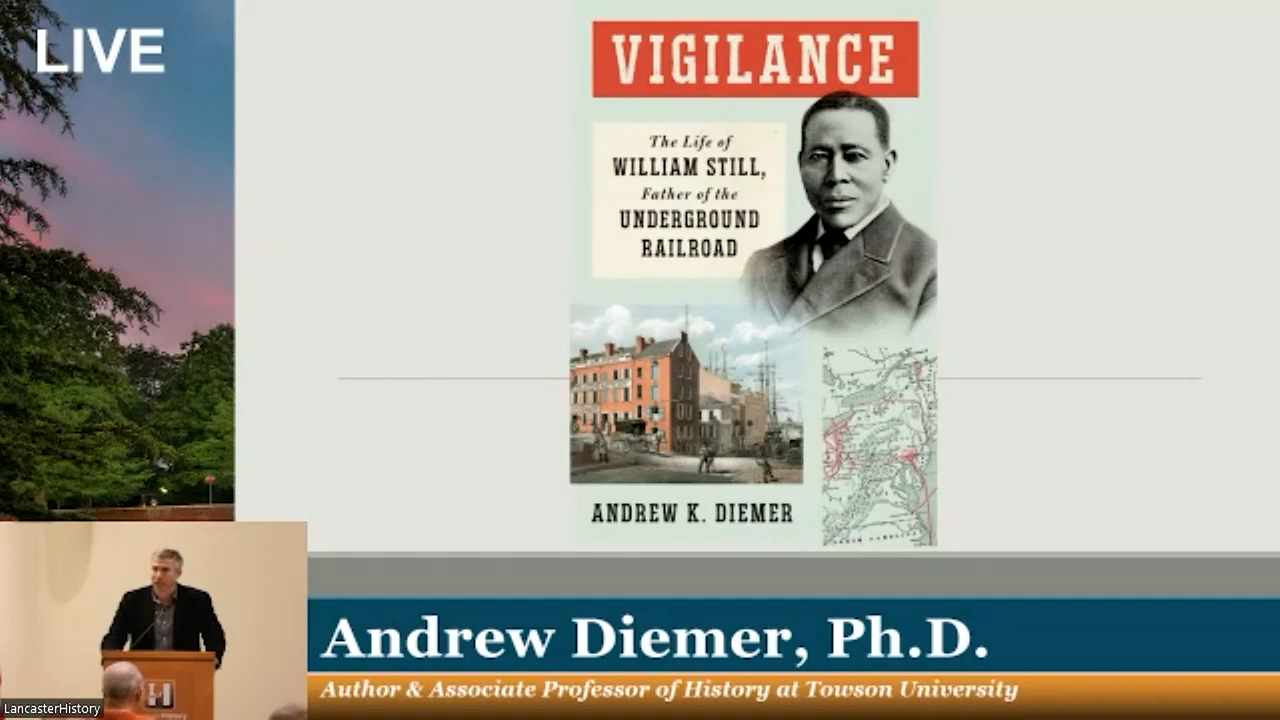 LIVE
VIGILANCE
The Life of
WILLIAM STILL,
Father of the
UNDERGROUND
RAILROAD
ANDREW K. DIEMER
Andrew Diemer, Ph.D.
Author & Associate Professor of History at Towson University
H
LancasterHistory